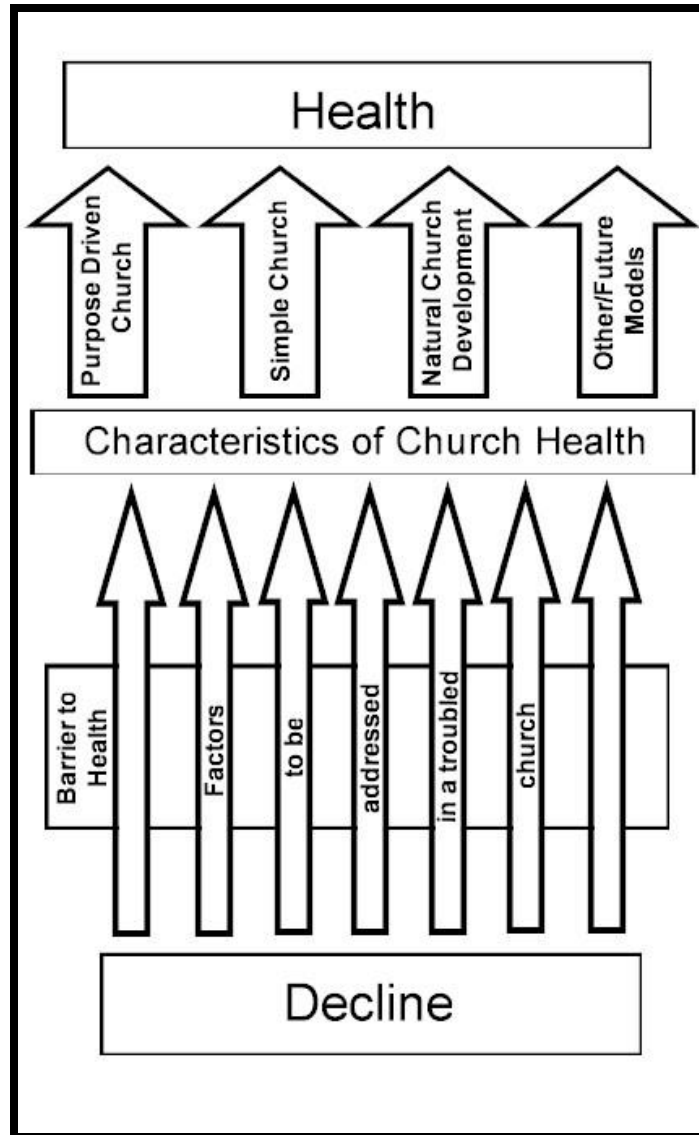 Health
Purpose Driven
Church
Simple Church
Natural Church
Development
Other/Future
Models
Characteristics of Church Health
Barrier to
Health
Factors
to be
addressed
in a troubled
church
Decline